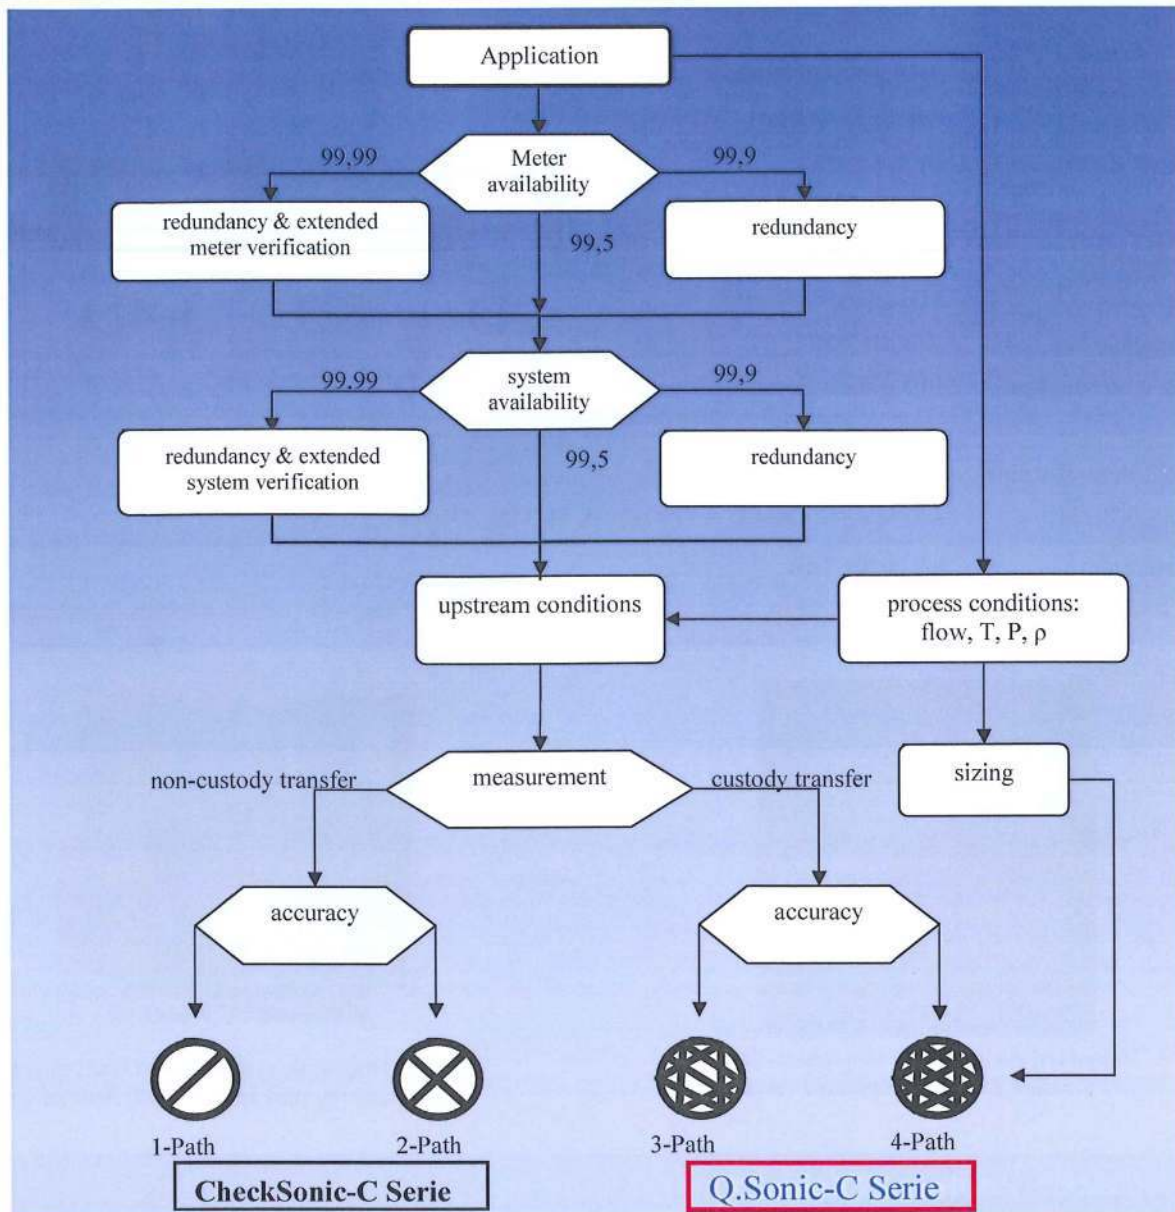 Application
99,99
Meter
availability
99,9
redundancy & extended
meter verification
99,5
redundancy
99,99
system
availability
99,9
redundancy & extended
system verification
99,5
redundancy
upstream conditions
process conditions:
flow, T, P, ρ
non-custody transfer
measurement
custody transfer
sizing
accuracy
accuracy
1-Path
2-Path
3-Path
4-Path
CheckSonic-C Serie
Q.Sonic-C Serie